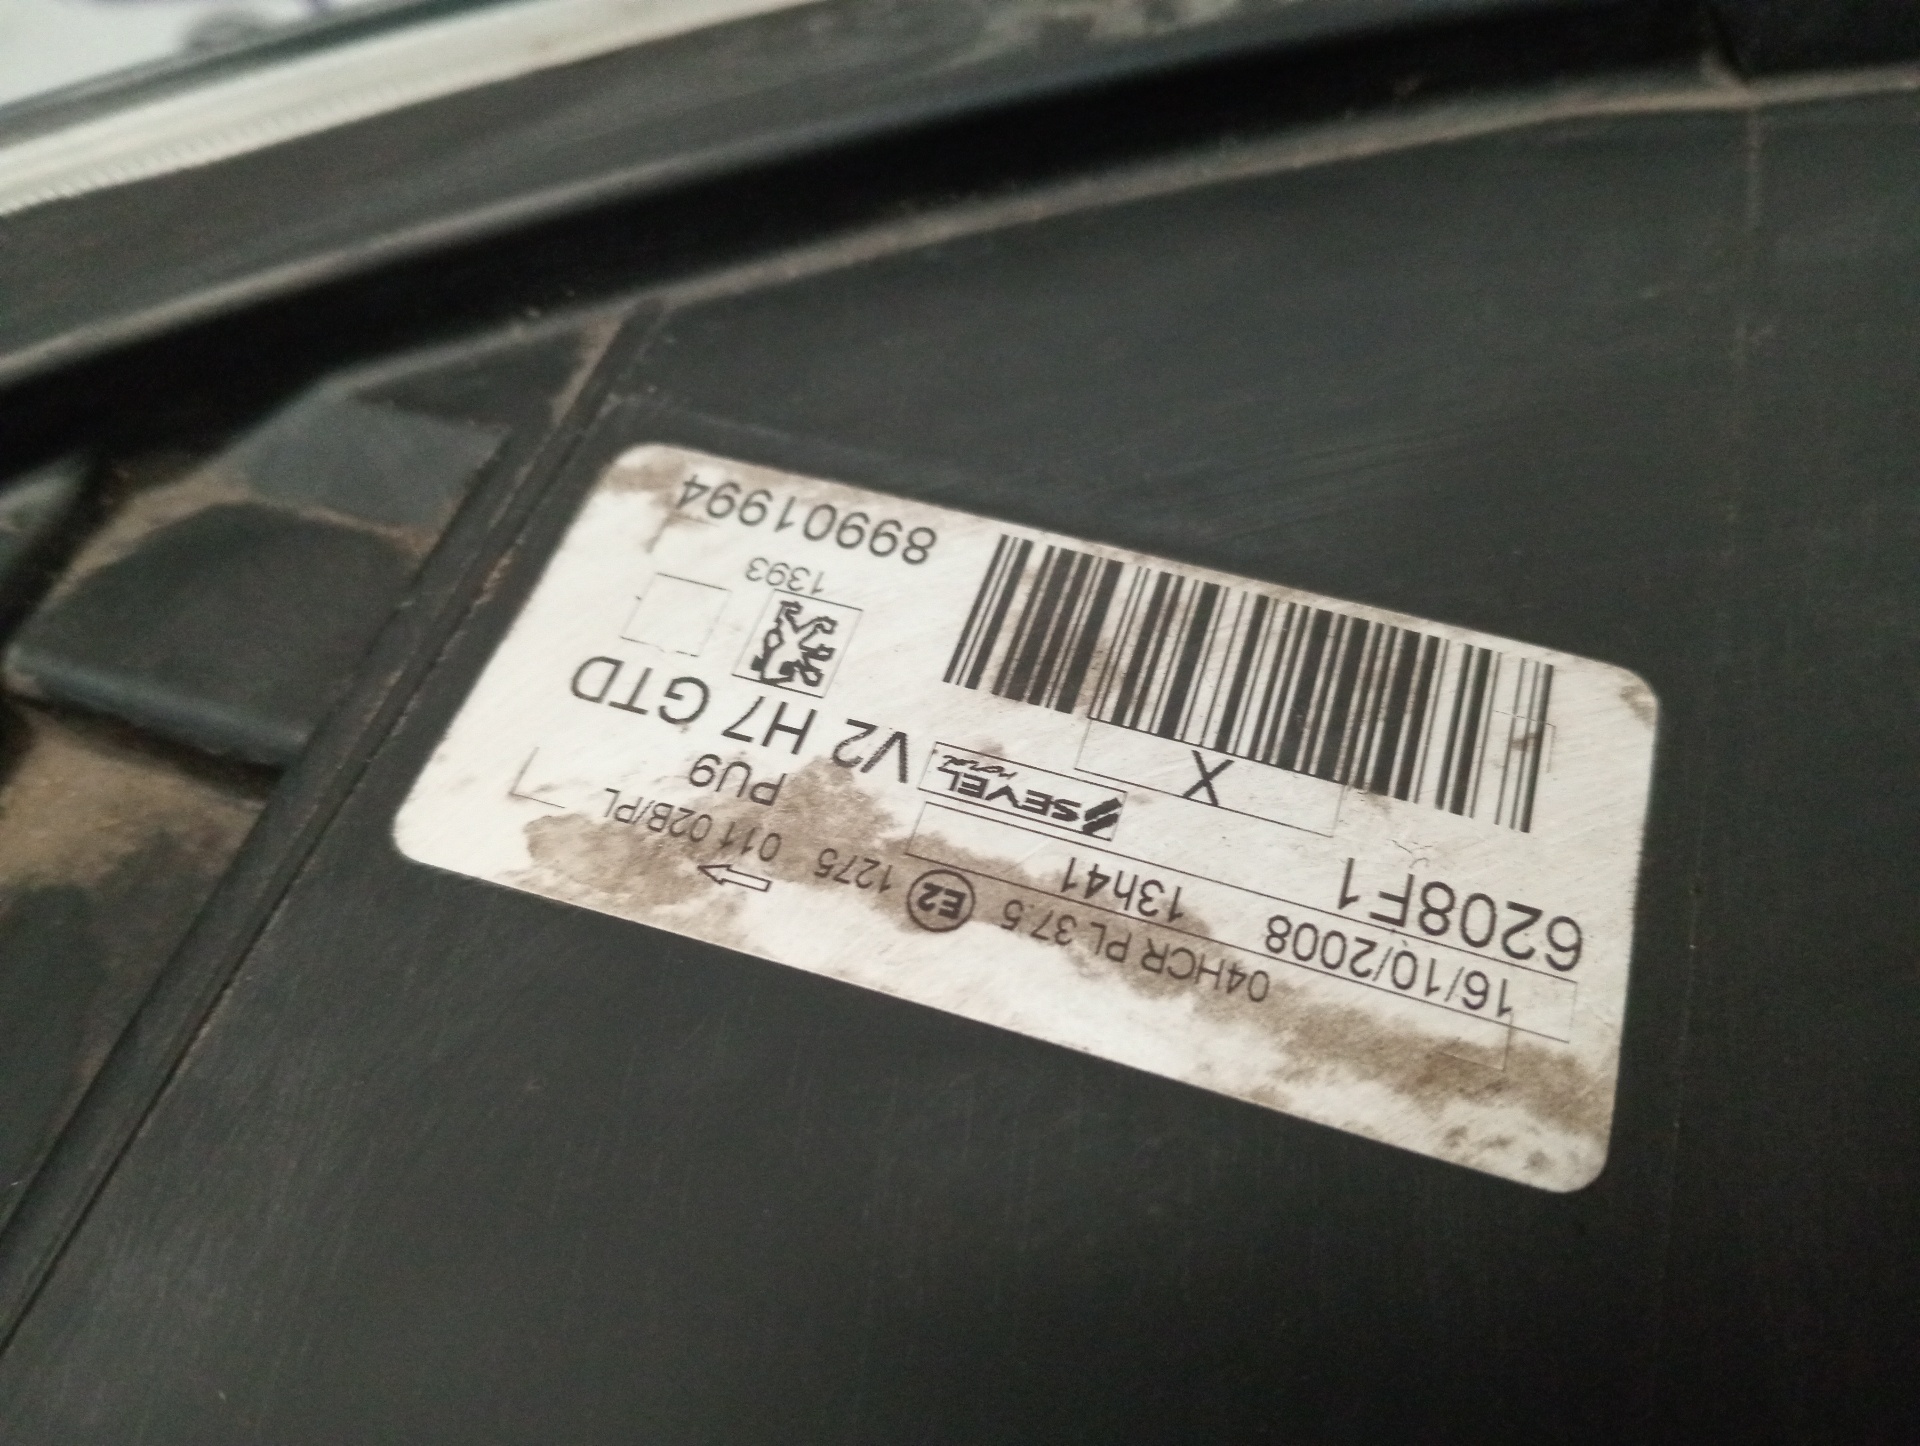 04HCR PL 37.5 E2 1275 011 02B/PL
16/10/2008 13h41 PU9
6208F1 X SEVEL V2 H7 GTD
1393
89901994